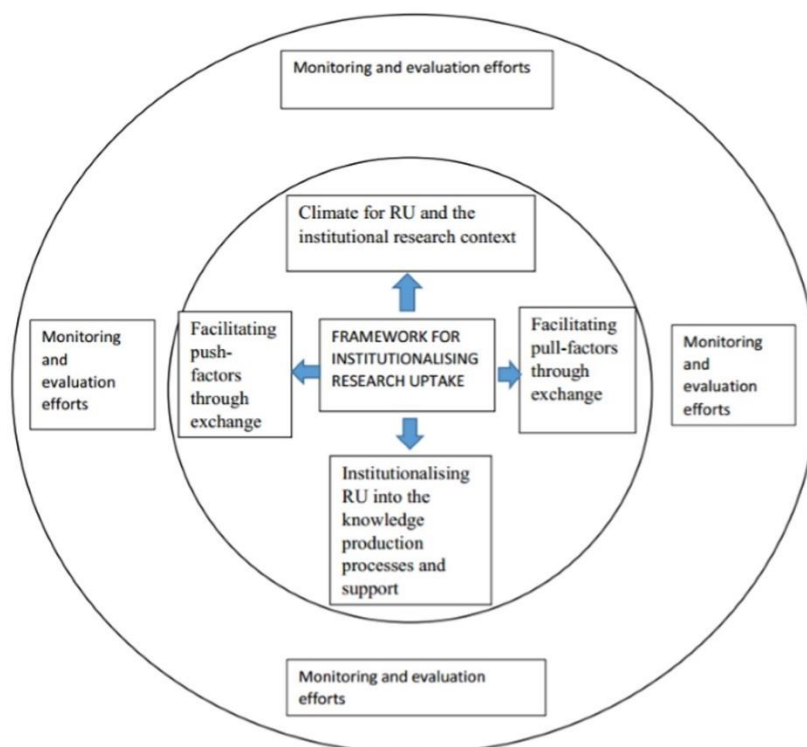 Monitoring and evaluation efforts
Climate for RU and the
institutional research context
Monitoring
and
evaluation
efforts
Facilitating
push-
factors
through
exchange
FRAMEWORK FOR
INSTITUTIONALISING
RESEARCH UPTAKE
Facilitating
pull-factors
through
exchange
Monitoring
and
evaluation
efforts
Institutionalising
RU into the
knowledge
production
processes and
support
Monitoring and evaluation
efforts